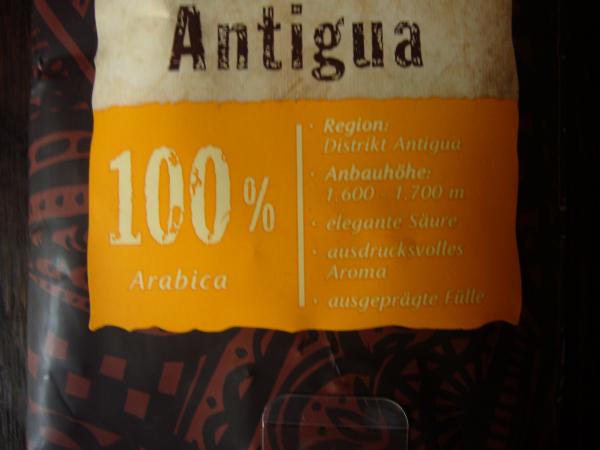 Antigua
100%
Arabica
· Region:
Distrikt Antigua
· Anbauhöhe:
1.600 - 1.700 m
· elegante Säure
· ausdrucksvolles
Aroma
· ausgeprägte Fülle